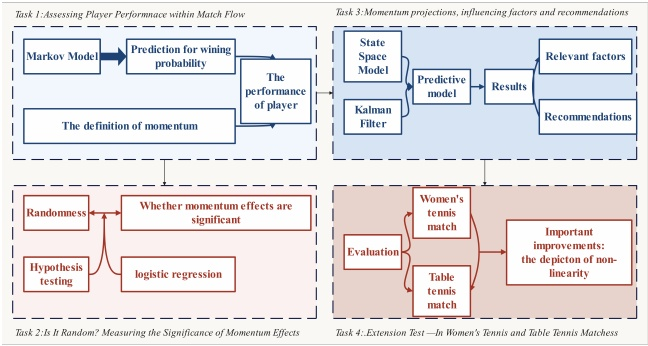 Task 1:Assessing Player Performnace within Match Flow
Markov Model
Prediction for wining
probability
The
performance
of player
The definition of momentum
Task 3:Momentum projections, influencing factors and recommendations
State
Space
Model
Kalman
Filter
Predictive
model
Results
Relevant factors
Recommendations
Randomness
Whether momentum effects are
significant
Hypothesis
testing
logistic regression
Task 2:Is It Random? Measuring the Significance of Momentum Effects
Evaluation
Women's
tennis
match
Table
tennis
match
Important
improvements:
the depicton of non-
linearity
Task 4:.Extension Test —In Women's Tennis and Table Tennis Matchess